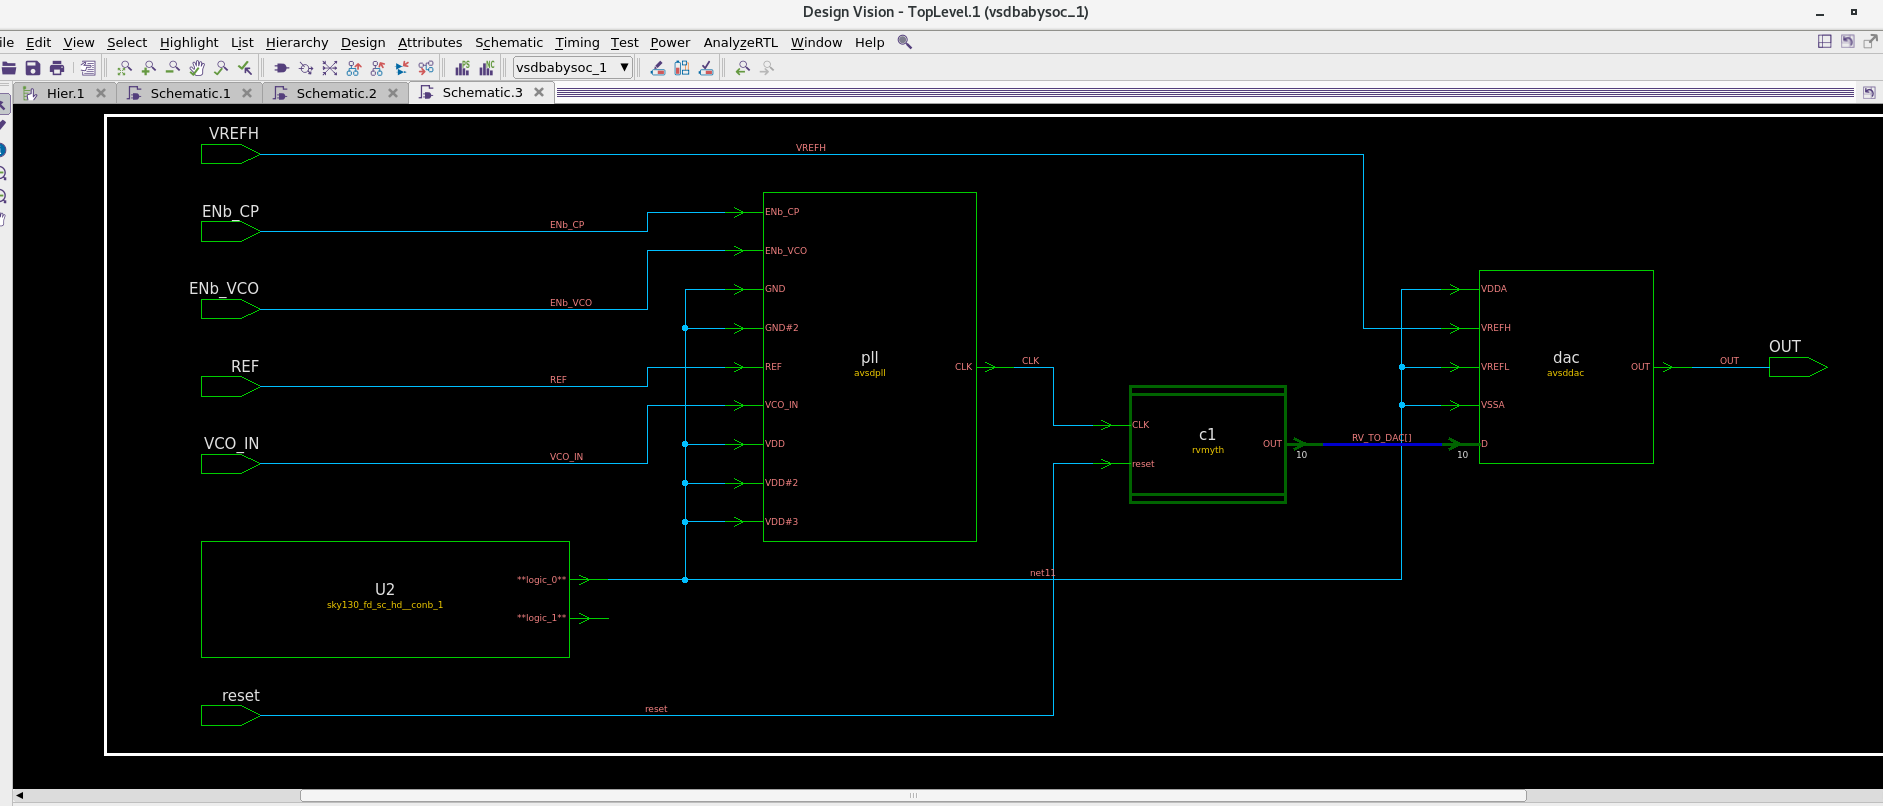 Design Vision - TopLevel.1 (vsdbabysoc_1)
ile Edit View Select Highlight List Hierarchy Design Attributes Schematic Timing Test Power AnalyzeRTL Window Help
vsdbabysoc_1
Hier.1 Schematic.1 Schematic.2 Schematic.3
VREFH
VREFH
ENb_CP
ENb_CP
ENb_CP
ENb_VCO
ENb_VCO
ENb_VCO
GND
GND#2
REF
REF
REF
VCO_IN
VCO_IN
VCO_IN
VDD
VDD#2
VDD#3
pll
avsdpll
CLK
CLK
CLK
reset
c1
rvmyth
OUT
10
RV_TO_DAC[]
10
VDDA
VREFH
VREFL
VSSA
D
dac
avsddac
OUT
OUT
OUT
**logic_0**
U2
sky130_fd_sc_hd__conb_1
**logic_1**
net11
reset
reset